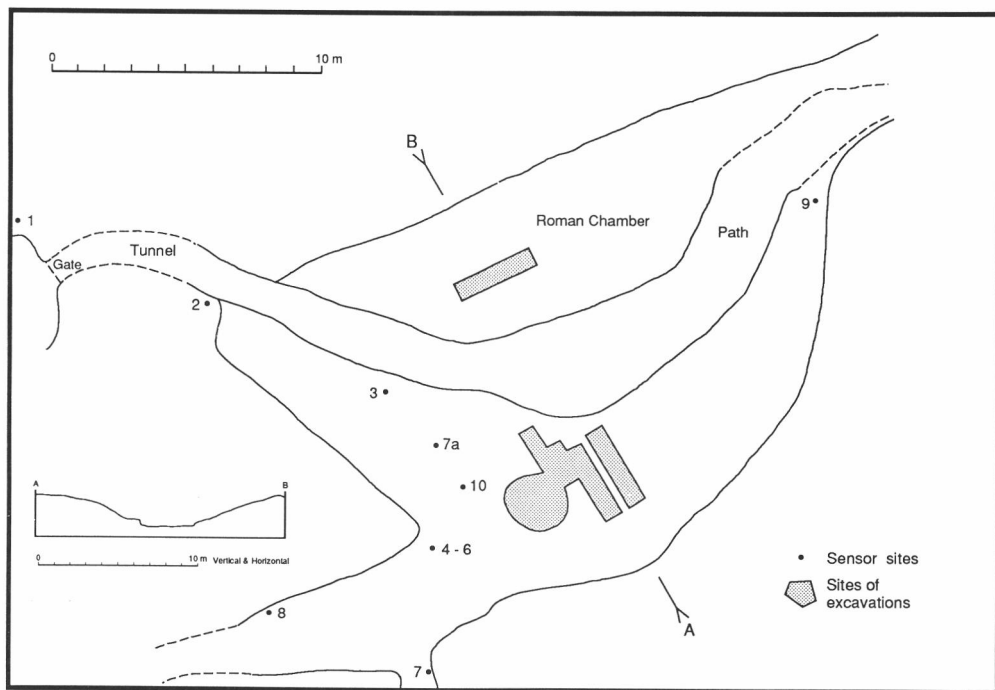 0 10 m
B
Roman Chamber
1
9
Path
Tunnel
Gate
2
3
7a
10
A B
4 - 6
0 10 m Vertical & Horizontal
Sensor sites
Sites of
excavations
8
A
7